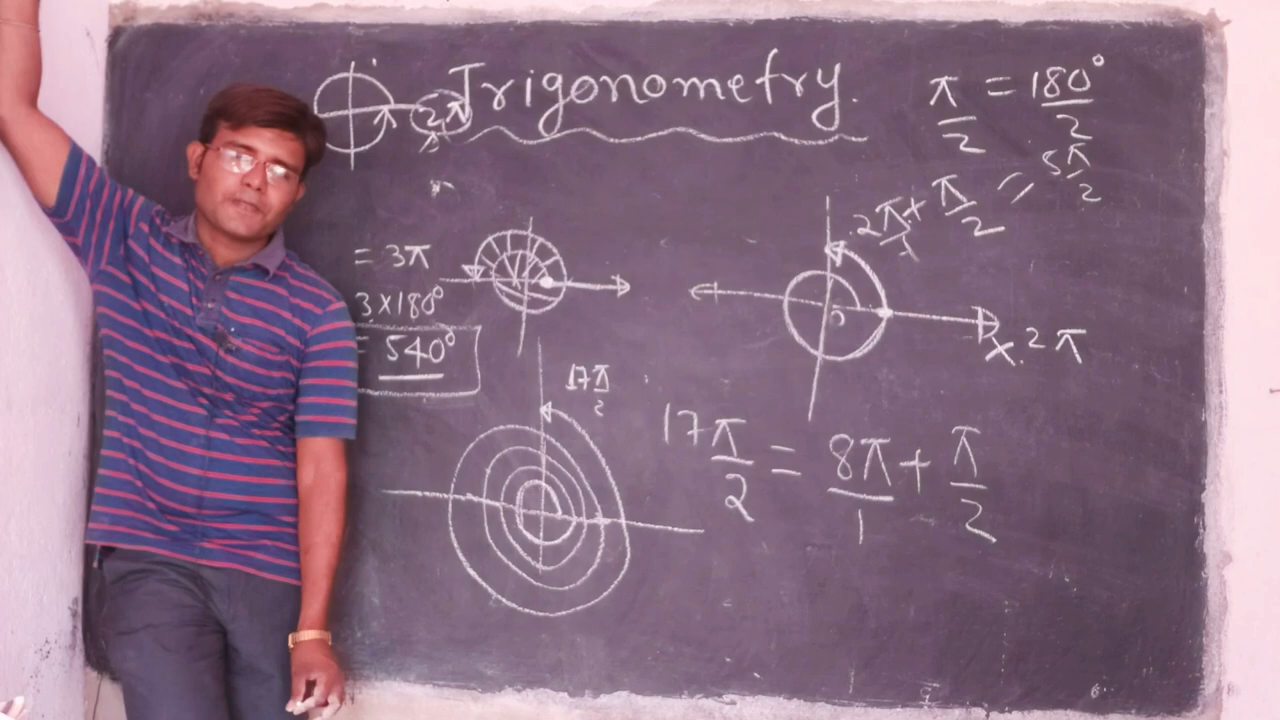 Trigonometry.
π 2π
π/2 = 180°/2
2π + π/2 = 5π/2
= 3π
3×180°
= 540°
2π
17π/2
17π/2 = 8π/1 + π/2